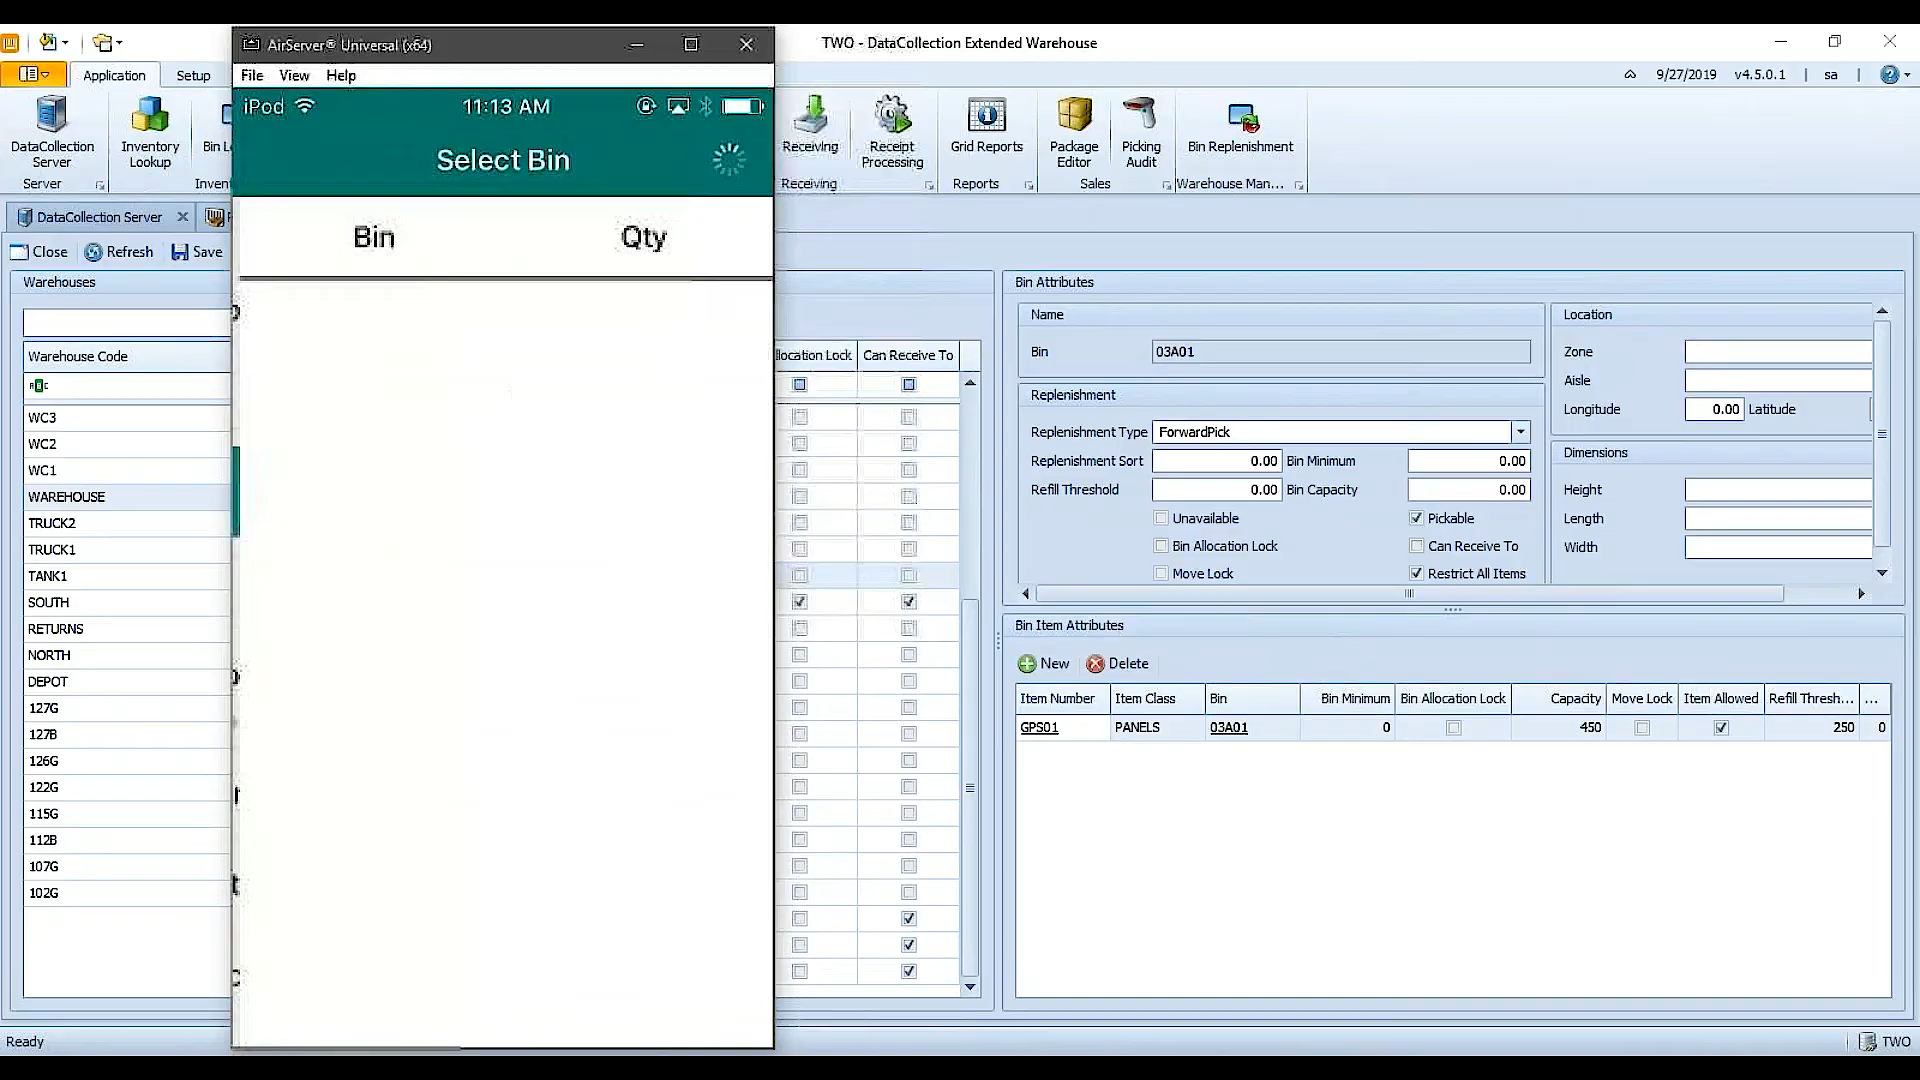 TWO - DataCollection Extended Warehouse
Application
Setup
9/27/2019
v4.5.0.1
sa
DataCollection Server
Inventory Lookup
Receiving
Receipt Processing
Grid Reports
Package Editor
Picking Audit
Bin Replenishment
Server
Receiving
Reports
Sales
Warehouse Man...
DataCollection Server
Close
Refresh
Save
Warehouses
Warehouse Code
WC3
WC2
WC1
WAREHOUSE
TRUCK2
TRUCK1
TANK1
SOUTH
RETURNS
NORTH
DEPOT
127G
127B
126G
122G
115G
112B
107G
102G
AirServer® Universal (x64)
File View Help
iPod
11:13 AM
Select Bin
Bin
Qty
Can Receive To
Bin Attributes
Name
Bin
03A01
Replenishment
Replenishment Type
ForwardPick
Replenishment Sort
0.00
Bin Minimum
0.00
Refill Threshold
0.00
Bin Capacity
0.00
Unavailable
Pickable
Bin Allocation Lock
Can Receive To
Move Lock
Restrict All Items
Location
Zone
Aisle
Longitude
0.00
Latitude
Dimensions
Height
Length
Width
Bin Item Attributes
New
Delete
Item Number
Item Class
Bin
Bin Minimum
Bin Allocation Lock
Capacity
Move Lock
Item Allowed
Refill Thresh...
...
GPS01
PANELS
03A01
0
450
250
0
Ready
TWO